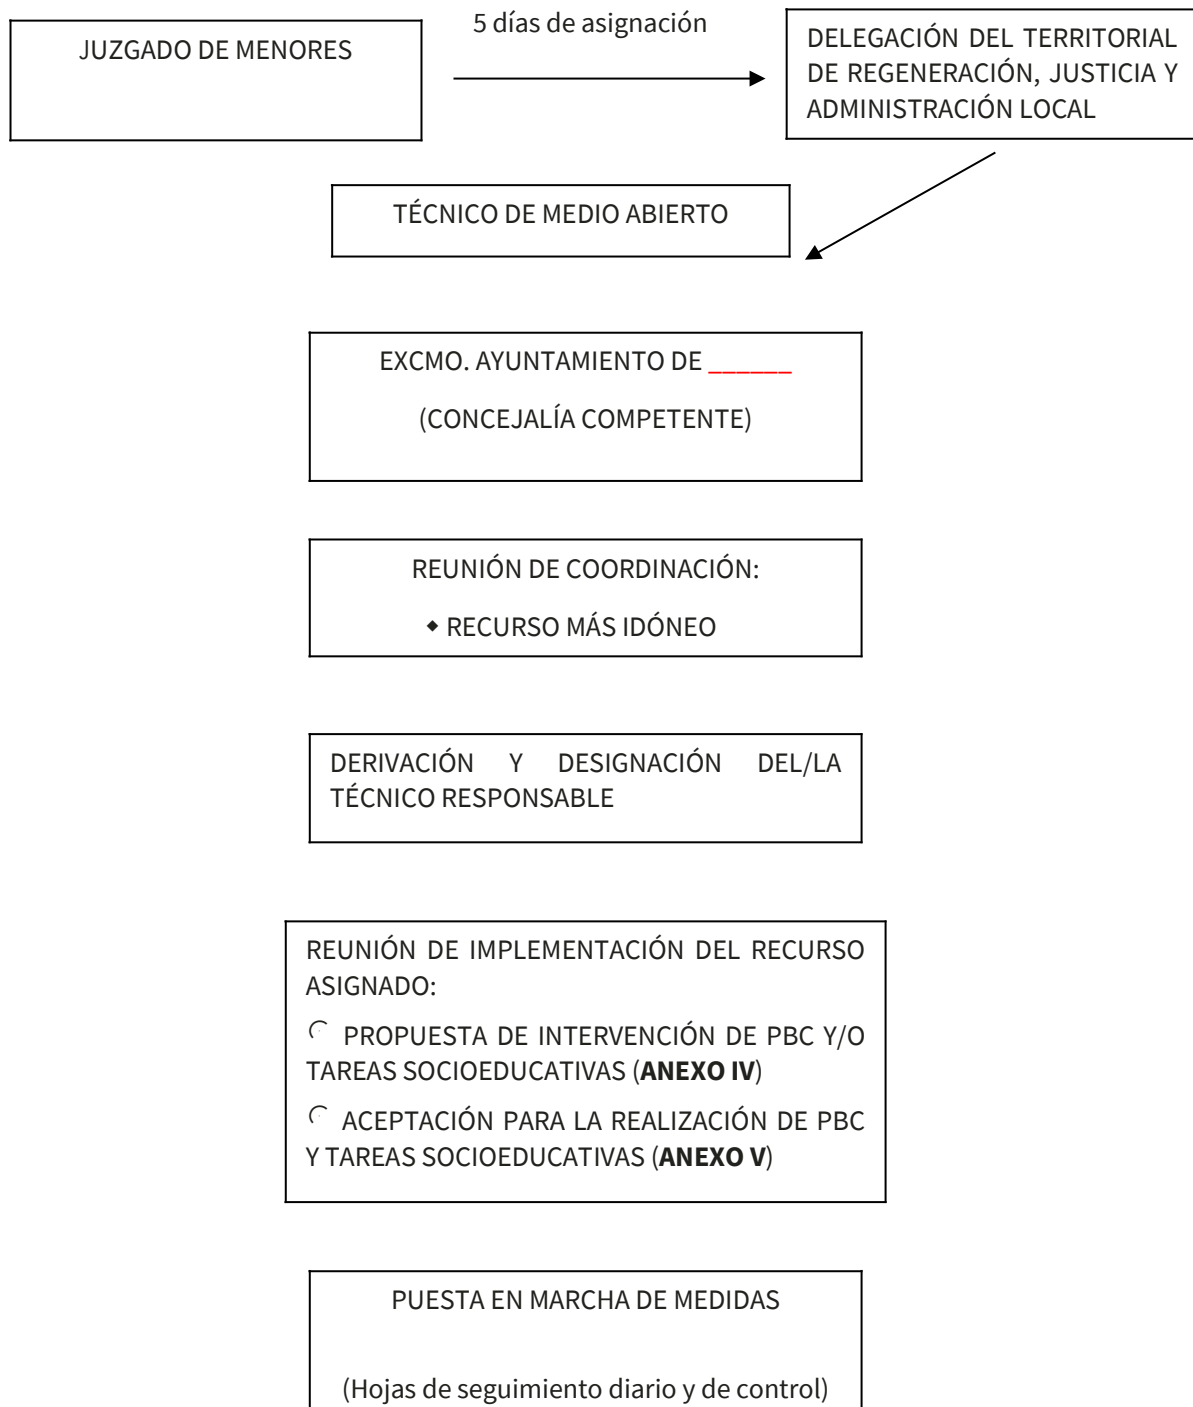 JUZGADO DE MENORES
5 días de asignación
DELEGACIÓN DEL TERRITORIAL
DE REGENERACIÓN, JUSTICIA Y
ADMINISTRACIÓN LOCAL
TÉCNICO DE MEDIO ABIERTO
EXCMO. AYUNTAMIENTO DE ______
(CONCEJALÍA COMPETENTE)
REUNIÓN DE COORDINACIÓN:
◆ RECURSO MÁS IDÓNEO
DERIVACIÓN Y DESIGNACIÓN DEL/LA
TÉCNICO RESPONSABLE
REUNIÓN DE IMPLEMENTACIÓN DEL RECURSO
ASIGNADO:
PROPUESTA DE INTERVENCIÓN DE PBC Y/O
TAREAS SOCIOEDUCATIVAS (ANEXO IV)
ACEPTACIÓN PARA LA REALIZACIÓN DE PBC
Y TAREAS SOCIOEDUCATIVAS (ANEXO V)
PUESTA EN MARCHA DE MEDIDAS
(Hojas de seguimiento diario y de control)